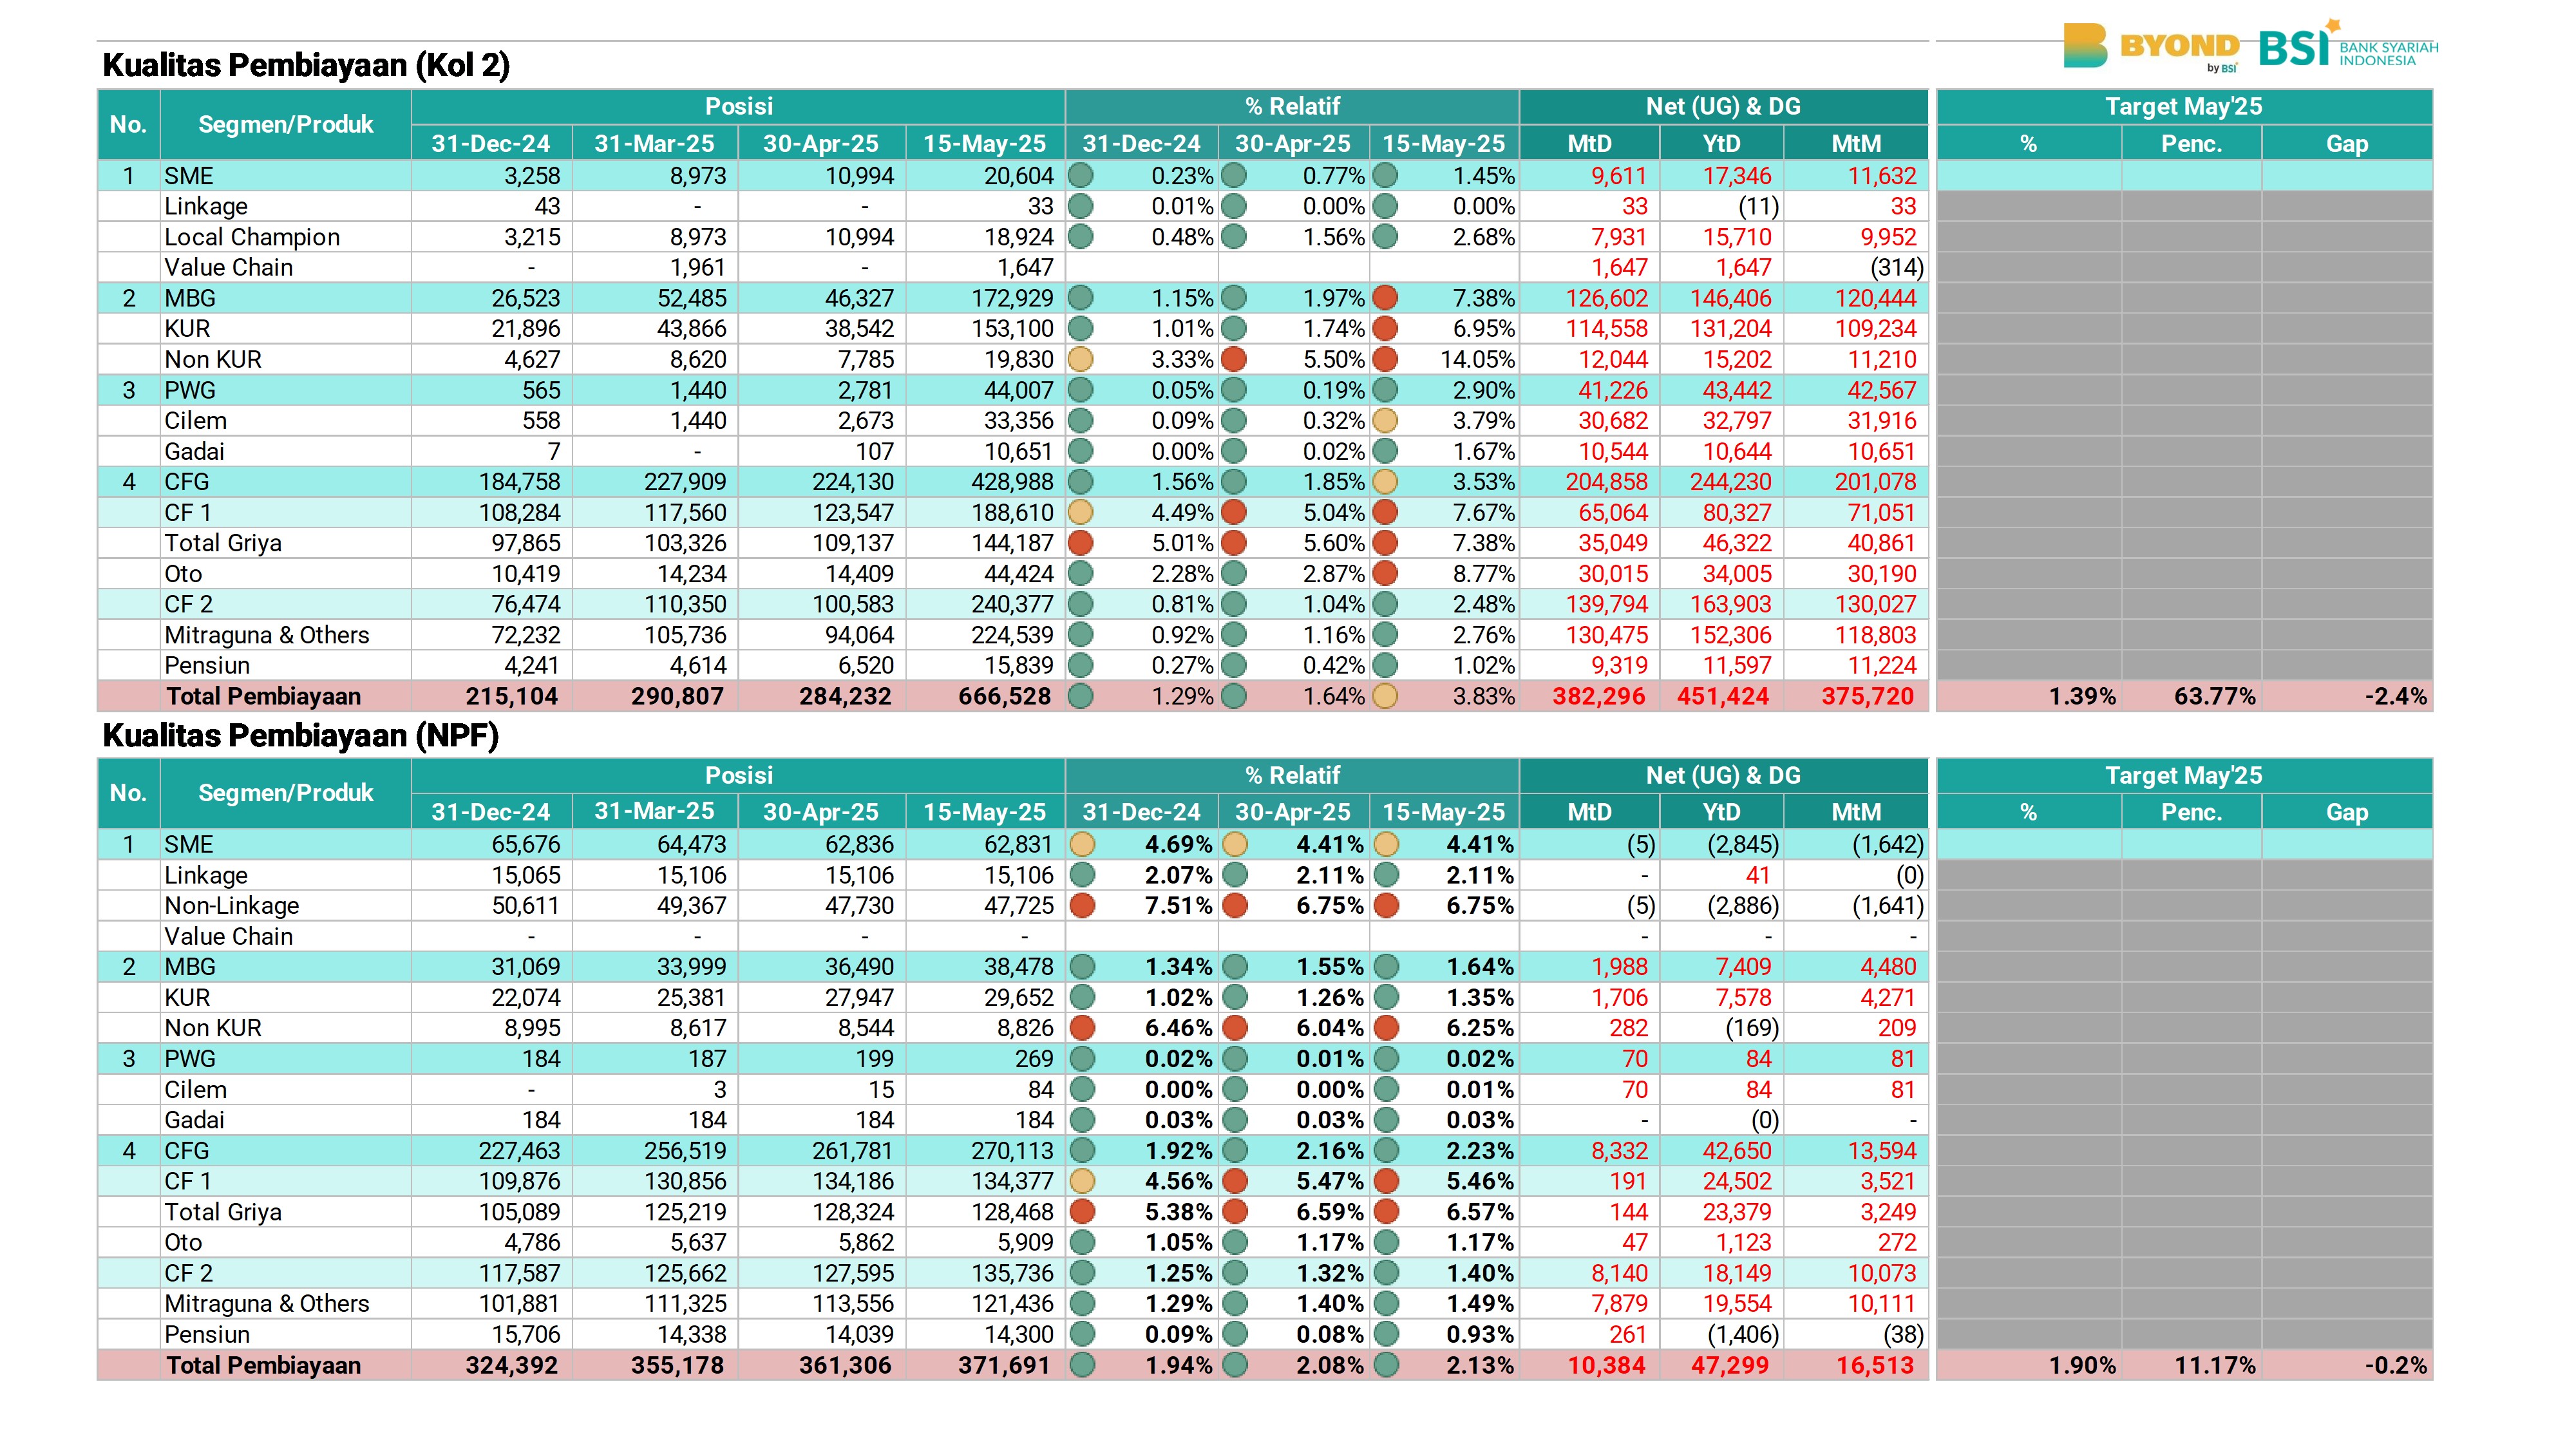 BYOND
by BSI
BSI
BANK SYARIAH
INDONESIA
Kualitas Pembiayaan (Kol 2)
No. Segmen/Produk Posisi % Relatif Net (UG) & DG Target May'25
31-Dec-24 31-Mar-25 30-Apr-25 15-May-25 31-Dec-24 30-Apr-25 15-May-25 MtD YtD MtM % Penc. Gap
1 SME 3,258 8,973 10,994 20,604 0.23% 0.77% 1.45% 9,611 17,346 11,632
Linkage 43 - - 33 0.01% 0.00% 0.00% 33 (11) 33
Local Champion 3,215 8,973 10,994 18,924 0.48% 1.56% 2.68% 7,931 15,710 9,952
Value Chain - 1,961 - 1,647 1,647 1,647 (314)
2 MBG 26,523 52,485 46,327 172,929 1.15% 1.97% 7.38% 126,602 146,406 120,444
KUR 21,896 43,866 38,542 153,100 1.01% 1.74% 6.95% 114,558 131,204 109,234
Non KUR 4,627 8,620 7,785 19,830 3.33% 5.50% 14.05% 12,044 15,202 11,210
3 PWG 565 1,440 2,781 44,007 0.05% 0.19% 2.90% 41,226 43,442 42,567
Cilem 558 1,440 2,673 33,356 0.09% 0.32% 3.79% 30,682 32,797 31,916
Gadai 7 - 107 10,651 0.00% 0.02% 1.67% 10,544 10,644 10,651
4 CFG 184,758 227,909 224,130 428,988 1.56% 1.85% 3.53% 204,858 244,230 201,078
CF 1 108,284 117,560 123,547 188,610 4.49% 5.04% 7.67% 65,064 80,327 71,051
Total Griya 97,865 103,326 109,137 144,187 5.01% 5.60% 7.38% 35,049 46,322 40,861
Oto 10,419 14,234 14,409 44,424 2.28% 2.87% 8.77% 30,015 34,005 30,190
CF 2 76,474 110,350 100,583 240,377 0.81% 1.04% 2.48% 139,794 163,903 130,027
Mitraguna & Others 72,232 105,736 94,064 224,539 0.92% 1.16% 2.76% 130,475 152,306 118,803
Pensiun 4,241 4,614 6,520 15,839 0.27% 0.42% 1.02% 9,319 11,597 11,224
Total Pembiayaan 215,104 290,807 284,232 666,528 1.29% 1.64% 3.83% 382,296 451,424 375,720 1.39% 63.77% -2.4%
Kualitas Pembiayaan (NPF)
No. Segmen/Produk Posisi % Relatif Net (UG) & DG Target May'25
31-Dec-24 31-Mar-25 30-Apr-25 15-May-25 31-Dec-24 30-Apr-25 15-May-25 MtD YtD MtM % Penc. Gap
1 SME 65,676 64,473 62,836 62,831 4.69% 4.41% 4.41% (5) (2,845) (1,642)
Linkage 15,065 15,106 15,106 15,106 2.07% 2.11% 2.11% - 41 (0)
Non-Linkage 50,611 49,367 47,730 47,725 7.51% 6.75% 6.75% (5) (2,886) (1,641)
Value Chain - - - - - - -
2 MBG 31,069 33,999 36,490 38,478 1.34% 1.55% 1.64% 1,988 7,409 4,480
KUR 22,074 25,381 27,947 29,652 1.02% 1.26% 1.35% 1,706 7,578 4,271
Non KUR 8,995 8,617 8,544 8,826 6.46% 6.04% 6.25% 282 (169) 209
3 PWG 184 187 199 269 0.02% 0.01% 0.02% 70 84 81
Cilem - 3 15 84 0.00% 0.00% 0.01% 70 84 81
Gadai 184 184 184 184 0.03% 0.03% 0.03% - (0) -
4 CFG 227,463 256,519 261,781 270,113 1.92% 2.16% 2.23% 8,332 42,650 13,594
CF 1 109,876 130,856 134,186 134,377 4.56% 5.47% 5.46% 191 24,502 3,521
Total Griya 105,089 125,219 128,324 128,468 5.38% 6.59% 6.57% 144 23,379 3,249
Oto 4,786 5,637 5,862 5,909 1.05% 1.17% 1.17% 47 1,123 272
CF 2 117,587 125,662 127,595 135,736 1.25% 1.32% 1.40% 8,140 18,149 10,073
Mitraguna & Others 101,881 111,325 113,556 121,436 1.29% 1.40% 1.49% 7,879 19,554 10,111
Pensiun 15,706 14,338 14,039 14,300 0.09% 0.08% 0.93% 261 (1,406) (38)
Total Pembiayaan 324,392 355,178 361,306 371,691 1.94% 2.08% 2.13% 10,384 47,299 16,513 1.90% 11.17% -0.2%